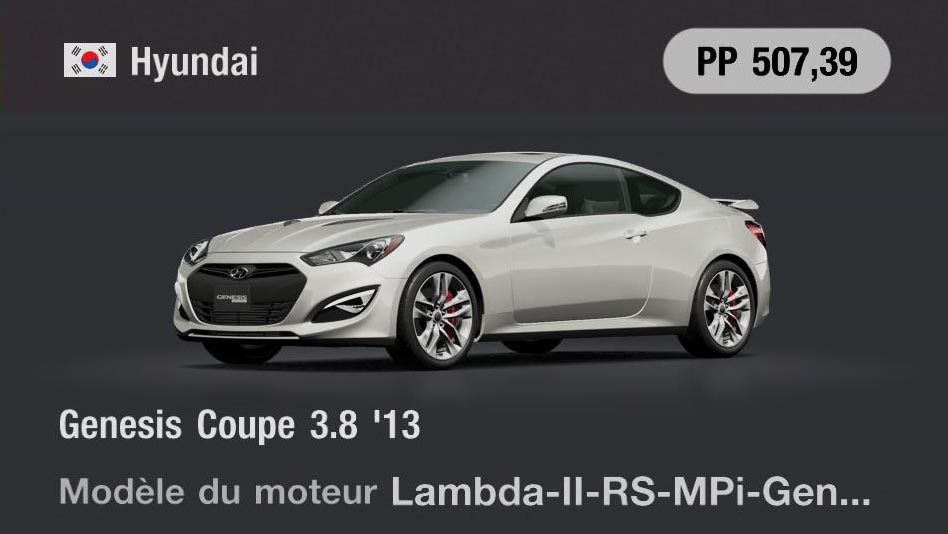 Hyundai
PP 507,39
GENESIS
Genesis Coupe 3.8 '13
Modèle du moteur Lambda-II-RS-MPi-Gen...